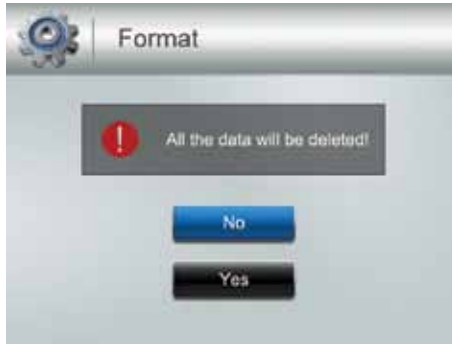 Format
All the data will be deleted!
No
Yes